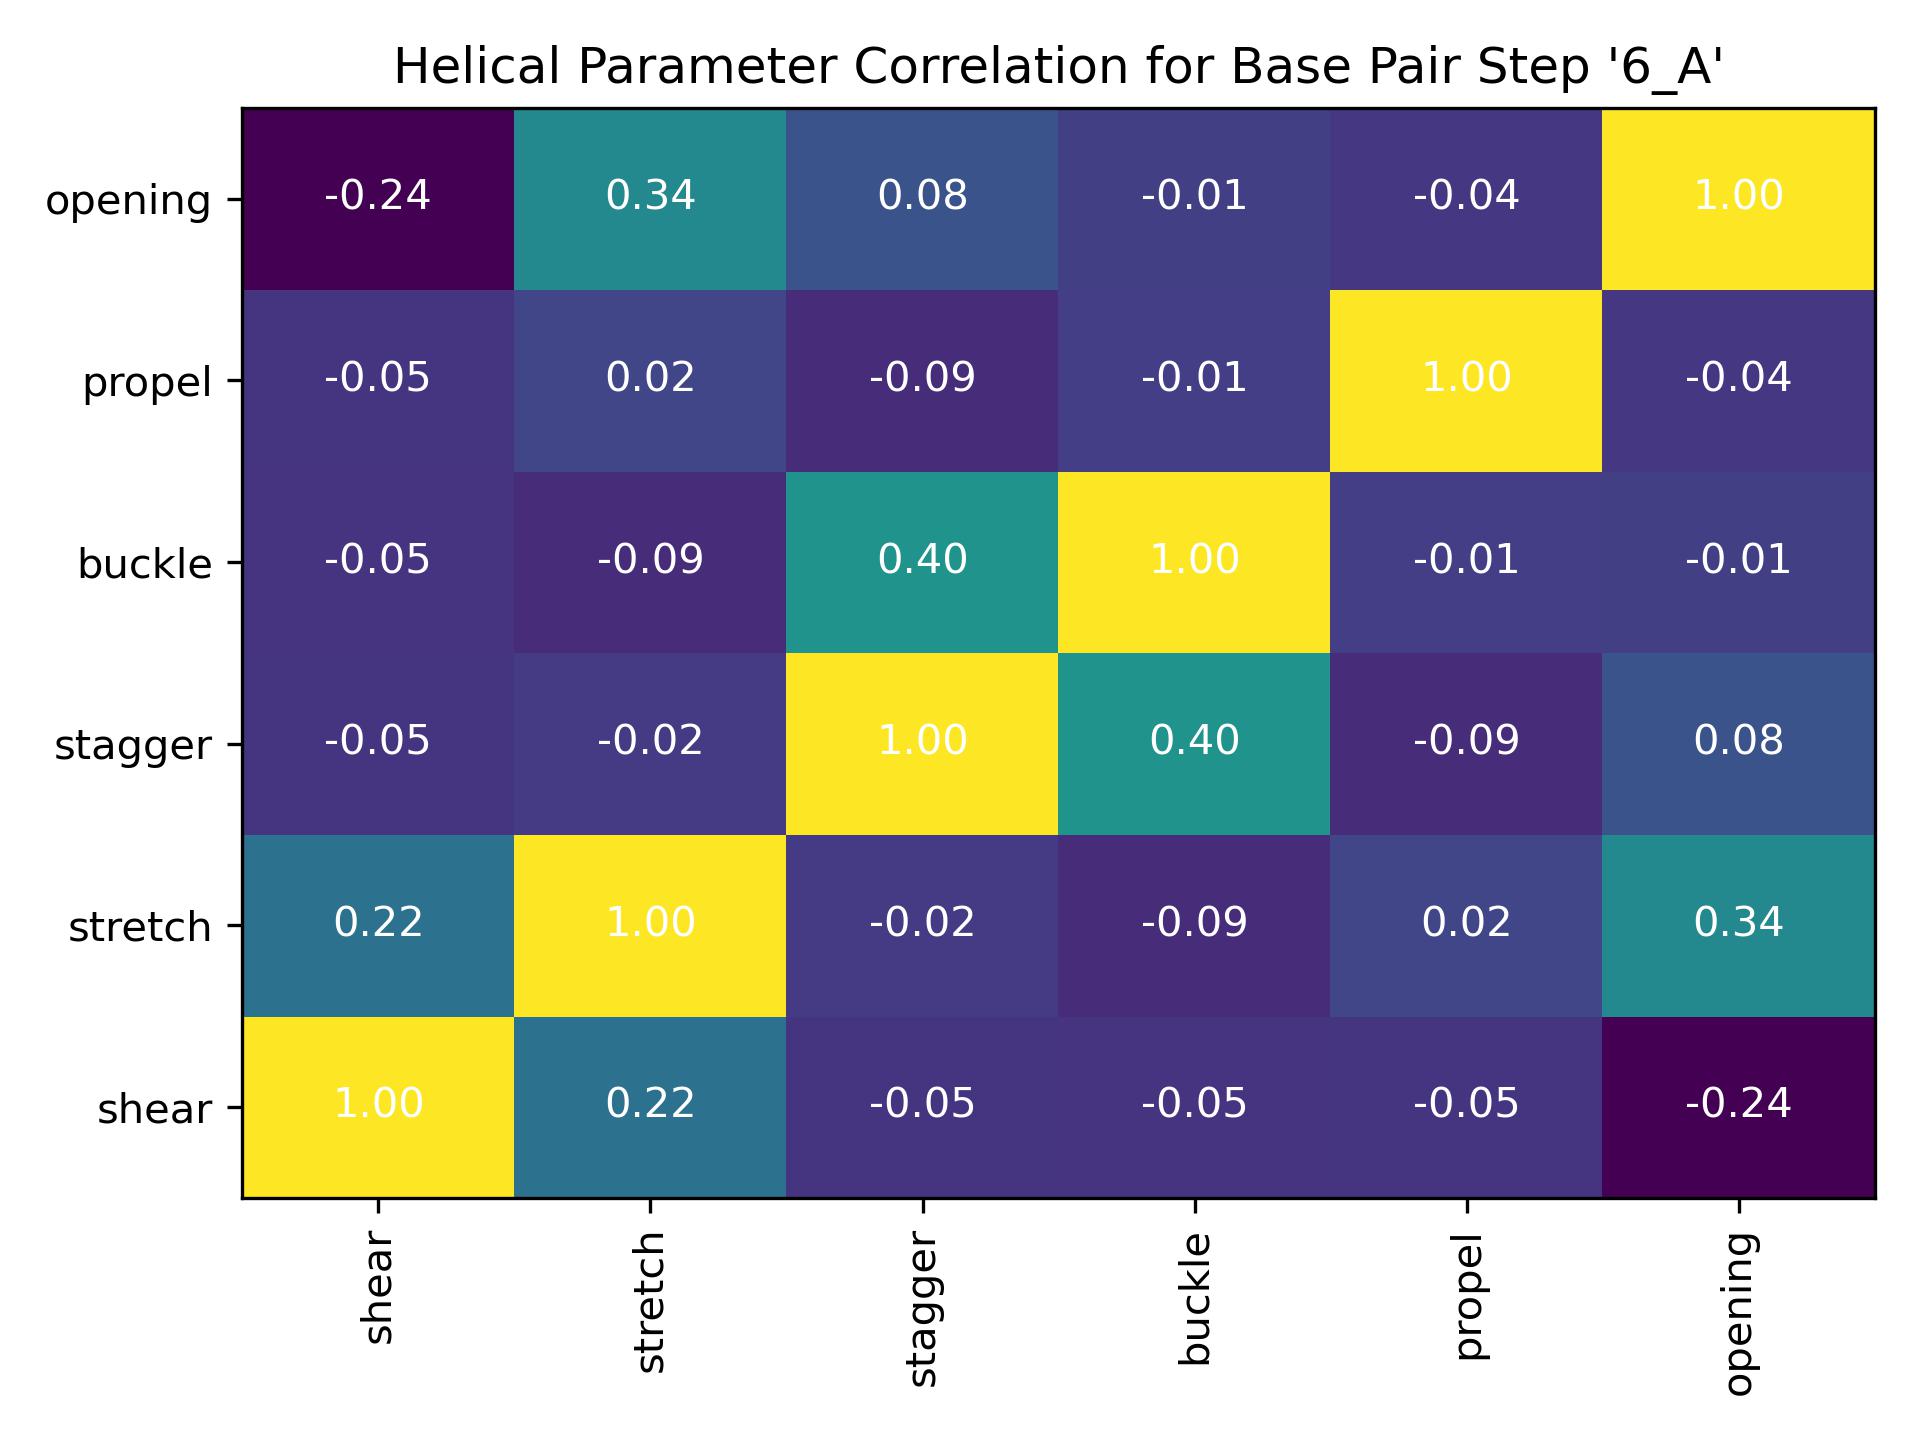 Helical Parameter Correlation for Base Pair Step '6_A'
opening -0.24 0.34 0.08 -0.01 -0.04 1.00
propel -0.05 0.02 -0.09 -0.01 1.00 -0.04
buckle -0.05 -0.09 0.40 1.00 -0.01 -0.01
stagger -0.05 -0.02 1.00 0.40 -0.09 0.08
stretch 0.22 1.00 -0.02 -0.09 0.02 0.34
shear 1.00 0.22 -0.05 -0.05 -0.05 -0.24
shear stretch stagger buckle propel opening